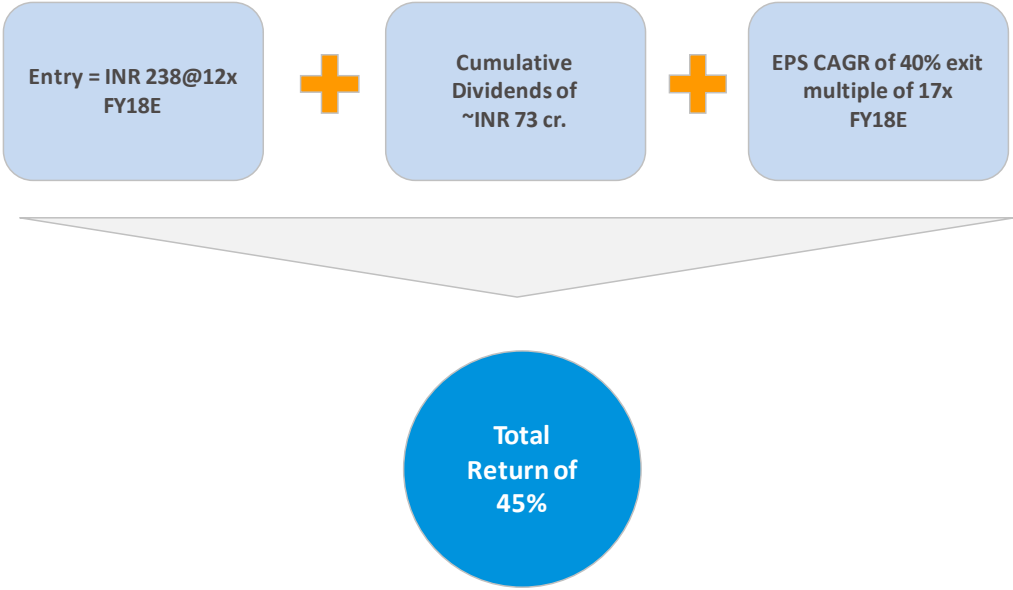 Entry = INR 238@12x
FY18E
Cumulative
Dividends of
~INR 73 cr.
EPS CAGR of 40% exit
multiple of 17x
FY18E
Total
Return of
45%